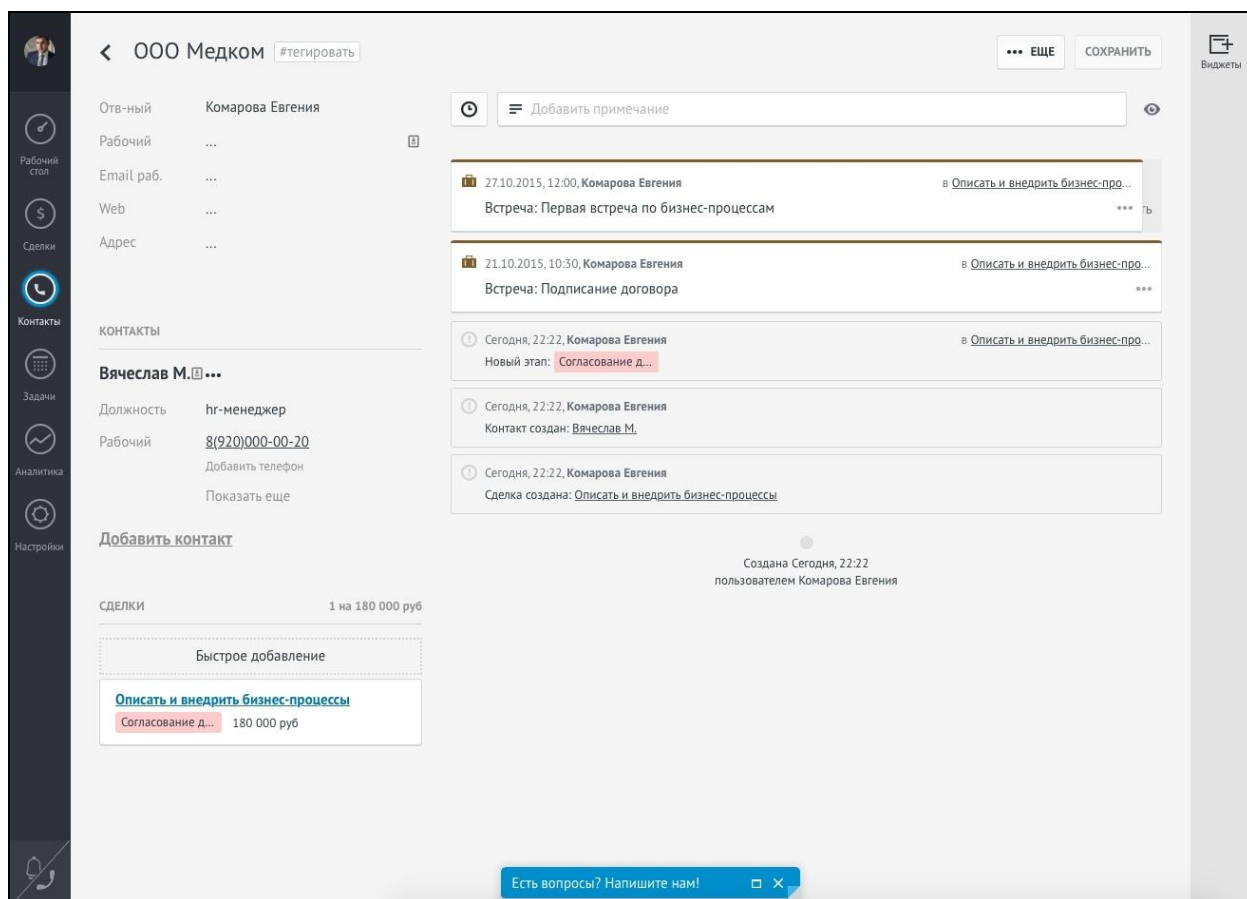 ООО Медком #тегировать
••• ЕЩЕ
СОХРАНИТЬ
Виджеты
Рабочий стол
Сделки
Контакты
Задачи
Аналитика
Настройки
Отв-ный Комарова Евгения
Рабочий ...
Email раб. ...
Web ...
Адрес ...
КОНТАКТЫ
Вячеслав М. •••
Должность hr-менеджер
Рабочий 8(920)000-00-20
Добавить телефон
Показать еще
Добавить контакт
СДЕЛКИ 1 на 180 000 руб
Быстрое добавление
Описать и внедрить бизнес-процессы
Согласование д... 180 000 руб
Добавить примечание
27.10.2015, 12:00, Комарова Евгения в Описать и внедрить бизнес-про...
Встреча: Первая встреча по бизнес-процессам ••• ть
21.10.2015, 10:30, Комарова Евгения в Описать и внедрить бизнес-про...
Встреча: Подписание договора •••
Сегодня, 22:22, Комарова Евгения в Описать и внедрить бизнес-про...
Новый этап: Согласование д...
Сегодня, 22:22, Комарова Евгения
Контакт создан: Вячеслав М.
Сегодня, 22:22, Комарова Евгения
Сделка создана: Описать и внедрить бизнес-процессы
Создана Сегодня, 22:22
пользователем Комарова Евгения
Есть вопросы? Напишите нам!